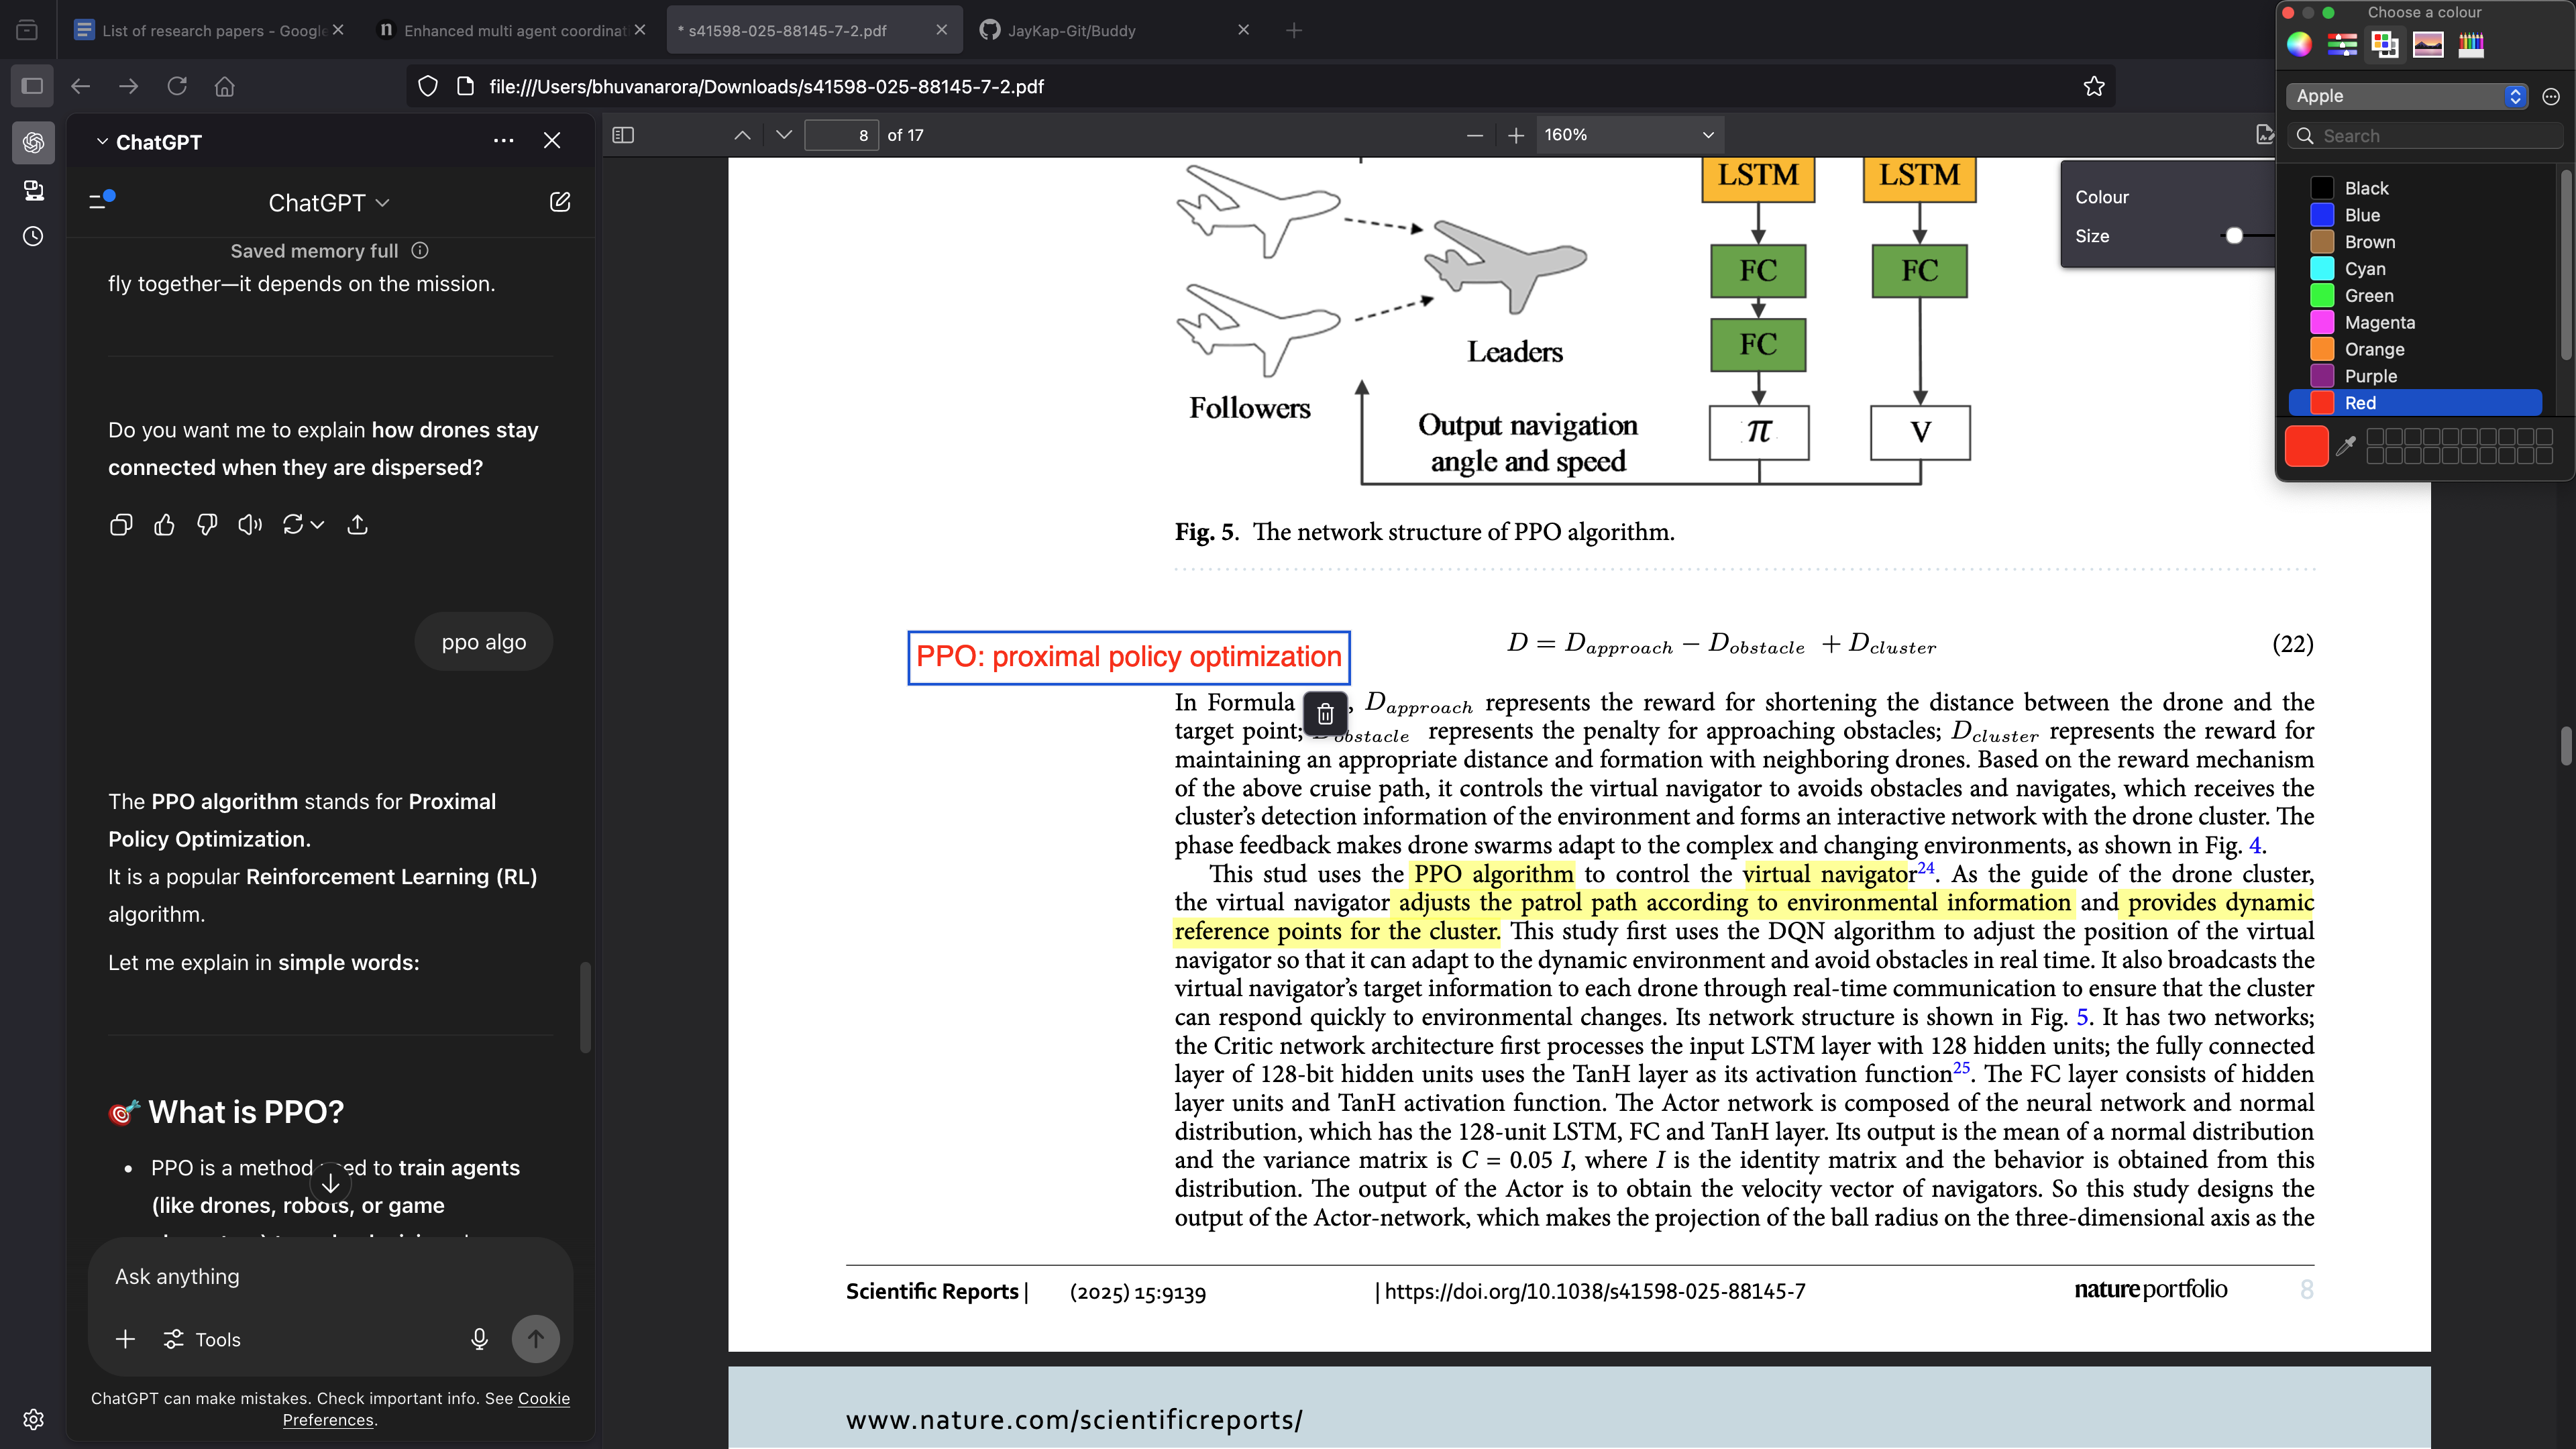 List of research papers - Google
Enhanced multi agent coordinat
* s41598-025-88145-7-2.pdf
JayKap-Git/Buddy
file:///Users/bhuvanarora/Downloads/s41598-025-88145-7-2.pdf
ChatGPT
ChatGPT
Saved memory full
fly together—it depends on the mission.
Do you want me to explain how drones stay
connected when they are dispersed?
ppo algo
The PPO algorithm stands for Proximal
Policy Optimization.
It is a popular Reinforcement Learning (RL)
algorithm.
Let me explain in simple words:
🎯 What is PPO?
• PPO is a method to train agents
(like drones, robots, or game
Ask anything
Tools
ChatGPT can make mistakes. Check important info. See Cookie
Preferences.
8 of 17
160%
LSTM LSTM
FC FC
FC
π V
Leaders
Followers
Output navigation
angle and speed
Fig. 5. The network structure of PPO algorithm.
PPO: proximal policy optimization
D = Dapproach − Dobstacle + Dcluster (22)
In Formula , Dapproach represents the reward for shortening the distance between the drone and the
target point; Dobstacle represents the penalty for approaching obstacles; Dcluster represents the reward for
maintaining an appropriate distance and formation with neighboring drones. Based on the reward mechanism
of the above cruise path, it controls the virtual navigator to avoids obstacles and navigates, which receives the
cluster's detection information of the environment and forms an interactive network with the drone cluster. The
phase feedback makes drone swarms adapt to the complex and changing environments, as shown in Fig. 4.
This stud uses the PPO algorithm to control the virtual navigator24. As the guide of the drone cluster,
the virtual navigator adjusts the patrol path according to environmental information and provides dynamic
reference points for the cluster. This study first uses the DQN algorithm to adjust the position of the virtual
navigator so that it can adapt to the dynamic environment and avoid obstacles in real time. It also broadcasts the
virtual navigator's target information to each drone through real-time communication to ensure that the cluster
can respond quickly to environmental changes. Its network structure is shown in Fig. 5. It has two networks;
the Critic network architecture first processes the input LSTM layer with 128 hidden units; the fully connected
layer of 128-bit hidden units uses the TanH layer as its activation function25. The FC layer consists of hidden
layer units and TanH activation function. The Actor network is composed of the neural network and normal
distribution, which has the 128-unit LSTM, FC and TanH layer. Its output is the mean of a normal distribution
and the variance matrix is C = 0.05 I, where I is the identity matrix and the behavior is obtained from this
distribution. The output of the Actor is to obtain the velocity vector of navigators. So this study designs the
output of the Actor-network, which makes the projection of the ball radius on the three-dimensional axis as the
Scientific Reports | (2025) 15:9139 | https://doi.org/10.1038/s41598-025-88145-7 natureportfolio 8
www.nature.com/scientificreports/
Colour
Size
Choose a colour
Apple
Search
Black
Blue
Brown
Cyan
Green
Magenta
Orange
Purple
Red